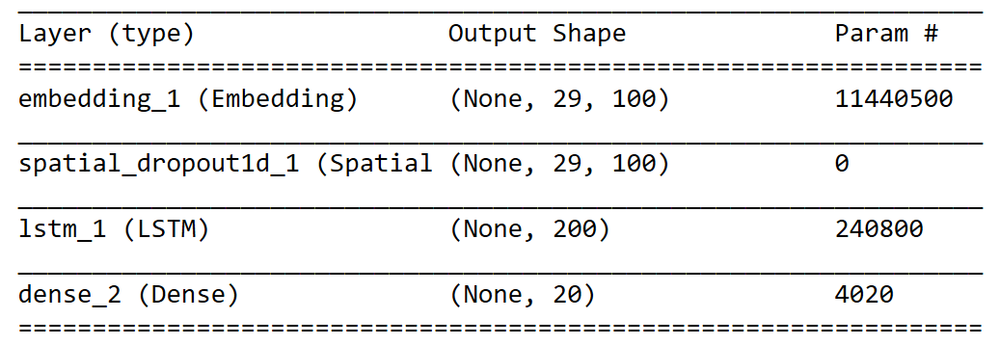 _________________________________________________________________
Layer (type)                 Output Shape              Param #
=================================================================
embedding_1 (Embedding)      (None, 29, 100)           11440500
_________________________________________________________________
spatial_dropout1d_1 (Spatial (None, 29, 100)           0
_________________________________________________________________
lstm_1 (LSTM)                (None, 200)               240800
_________________________________________________________________
dense_2 (Dense)              (None, 20)                4020
=================================================================